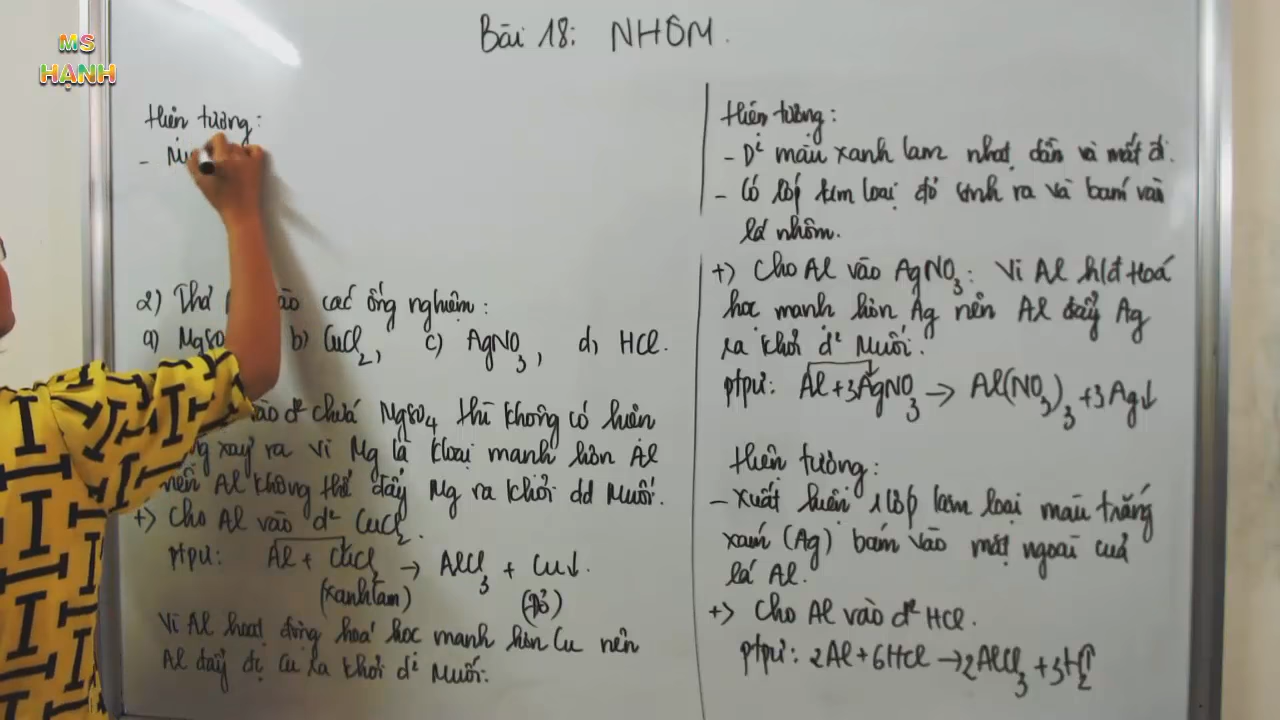 MS
HẠNH
Bài 18: NHÔM.
Hiện tượng:
-
2) Thả vào các ống nghiệm:
a) MgSO b) CuCl2, c) AgNO3, d, HCl.
vào d² chứa MgSO4 thì không có hiện
xảy ra vì Mg là kloại mạnh hơn Al
nên Al không thể đẩy Mg ra khỏi dd Muối.
+) Cho Al vào d² CuCl2.
ptpư: Al + CuCl2 → AlCl3 + Cu↓.
(xanh lam) (đỏ)
Vì Al hoạt động hoá học mạnh hơn Cu nên
Al đẩy đc Cu ra khỏi d² Muối.
Hiện tượng:
- D² màu xanh lam nhạt dần và mất đi.
- Có lớp kim loại đỏ sinh ra và bám vào
lá nhôm.
+) Cho Al vào AgNO3: Vì Al h/đ Hoá
học mạnh hơn Ag nên Al đẩy Ag
ra khỏi d² Muối.
ptpư: Al + 3AgNO3 → Al(NO3)3 + 3Ag↓
Hiện tượng:
- Xuất hiện 1 lớp kim loại màu trắng
xám (Ag) bám vào mặt ngoài của
lá Al.
+) Cho Al vào d² HCl.
ptpư: 2Al + 6HCl → 2AlCl3 + 3H2↑